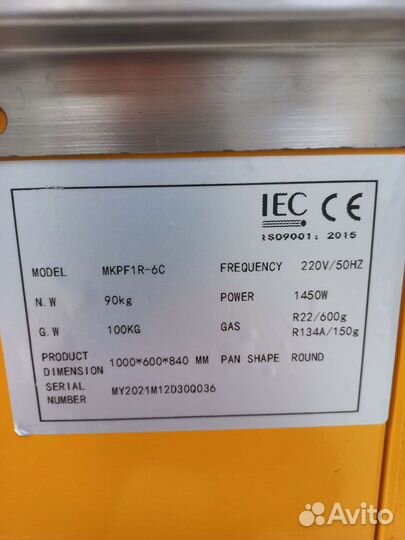 IEC CE
ISO9001: 2015
MODEL MKPF1R-6C FREQUENCY 220V/50HZ
N.W 90kg POWER 1450W
G.W 100KG GAS R22/600g
R134A/150g
PRODUCT DIMENSION 1000*600*840 MM PAN SHAPE ROUND
SERIAL NUMBER MY2021M12D30Q036
Avito